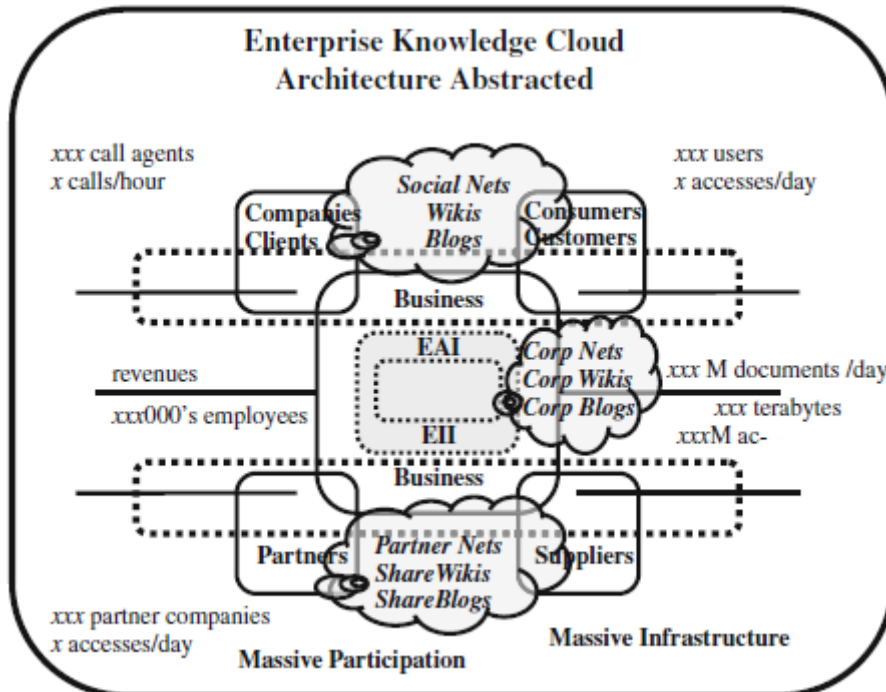 Enterprise Knowledge Cloud
Architecture Abstracted
xxx call agents
x calls/hour
xxx users
x accesses/day
Social Nets
Wikis
Blogs
Companies
Clients
Consumers
Customers
Business
EAI
Corp Nets
Corp Wikis
Corp Blogs
EII
revenues
xxx000's employees
xxx M documents /day
xxx terabytes
xxxM ac-
Business
Partners
Partner Nets
ShareWikis
ShareBlogs
Suppliers
xxx partner companies
x accesses/day
Massive Participation
Massive Infrastructure